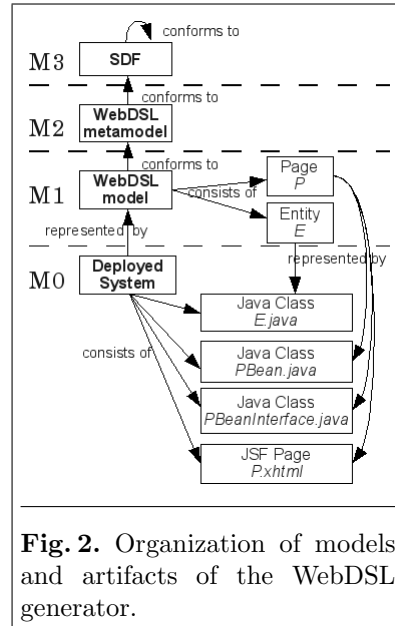 conforms to
M3
SDF
conforms to
M2
WebDSL
metamodel
conforms to
M1
WebDSL
model
consists of
Page
P
Entity
E
represented by
represented by
M0
Deployed
System
consists of
Java Class
E.java
Java Class
PBean.java
Java Class
PBeanInterface.java
JSF Page
P.xhtml
Fig. 2. Organization of models
and artifacts of the WebDSL
generator.